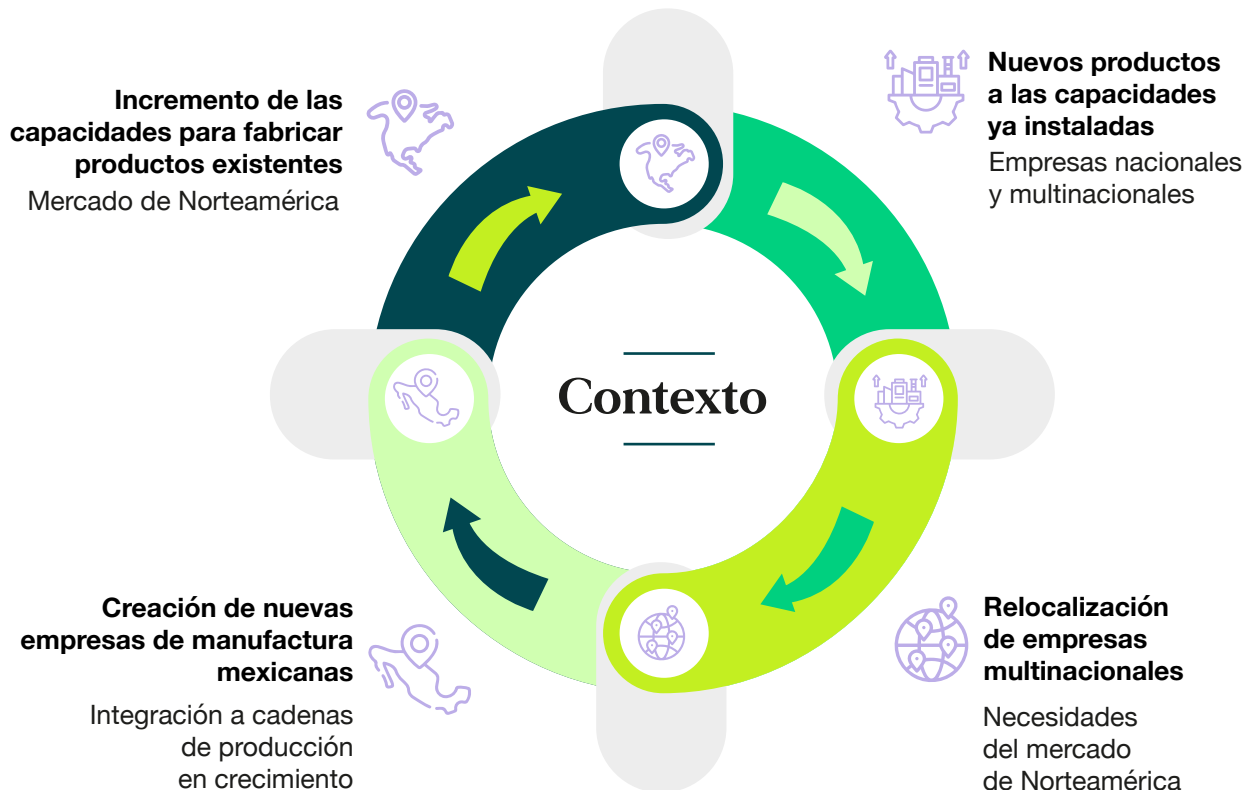 Incremento de las
capacidades para fabricar
productos existentes
Mercado de Norteamérica
Nuevos productos
a las capacidades
ya instaladas
Empresas nacionales
y multinacionales
Contexto
Creación de nuevas
empresas de manufactura
mexicanas
Integración a cadenas
de producción
en crecimiento
Relocalización
de empresas
multinacionales
Necesidades
del mercado
de Norteamérica